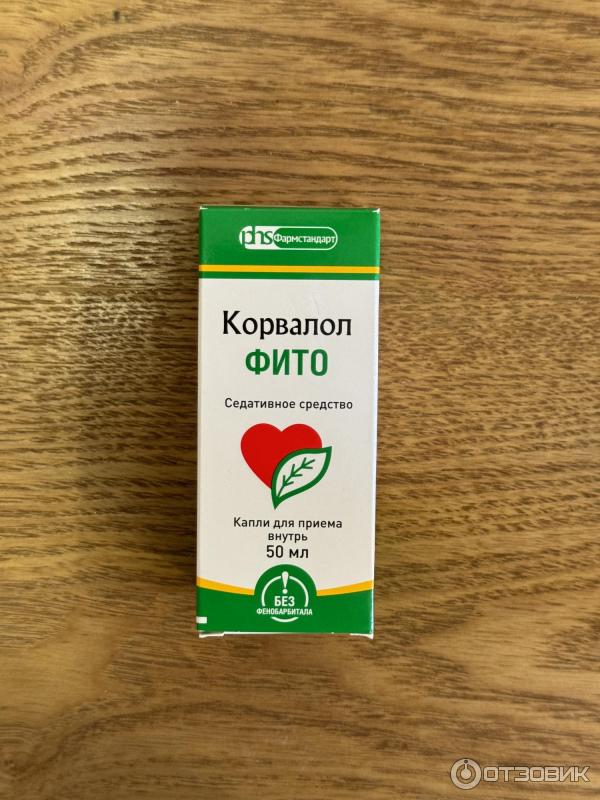 phs Фармстандарт
Корвалол
ФИТО
Седативное средство
Капли для приема
внутрь
50 мл
БЕЗ
ФЕНОБАРБИТАЛА
ОТЗОВИК